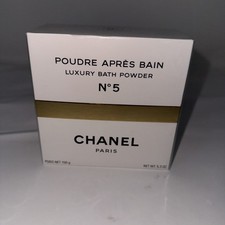 POUDRE APRÈS BAIN
LUXURY BATH POWDER
N°5
CHANEL
PARIS